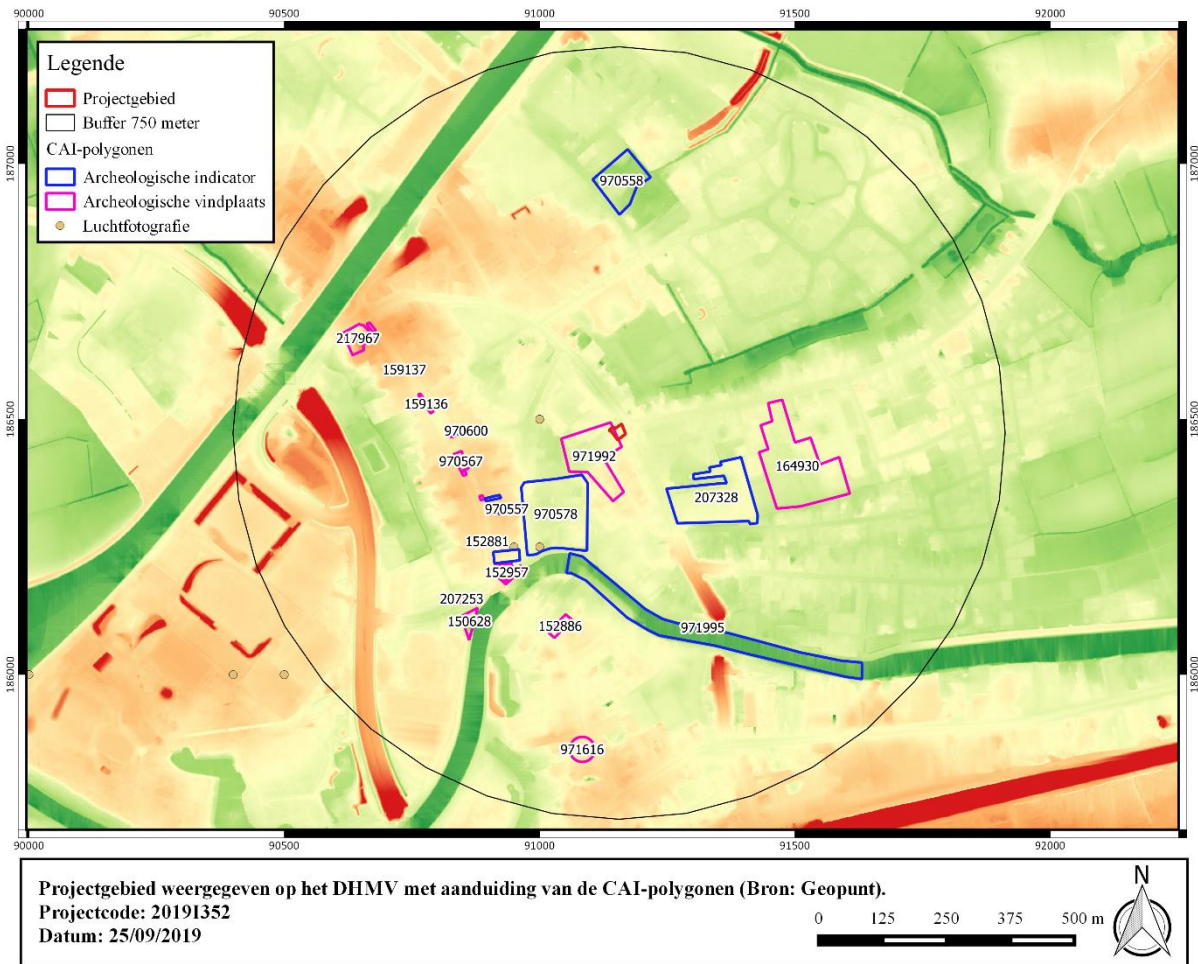 90000 90500 91000 91500 92000
Legende
Projectgebied
Buffer 750 meter
CAI-polygonen
Archeologische indicator
Archeologische vindplaats
Luchtfotografie
187000 187000
970558
217967
159137
159136
186500 186500
970600
971992
970567
164930
207328
970557
970578
152881
152957
207253
150628
152886
971995
186000 186000
971616
90000 90500 91000 91500 92000
Projectgebied weergegeven op het DHMV met aanduiding van de CAI-polygonen (Bron: Geopunt).
Projectcode: 2019I352
Datum: 25/09/2019
0 125 250 375 500 m
N